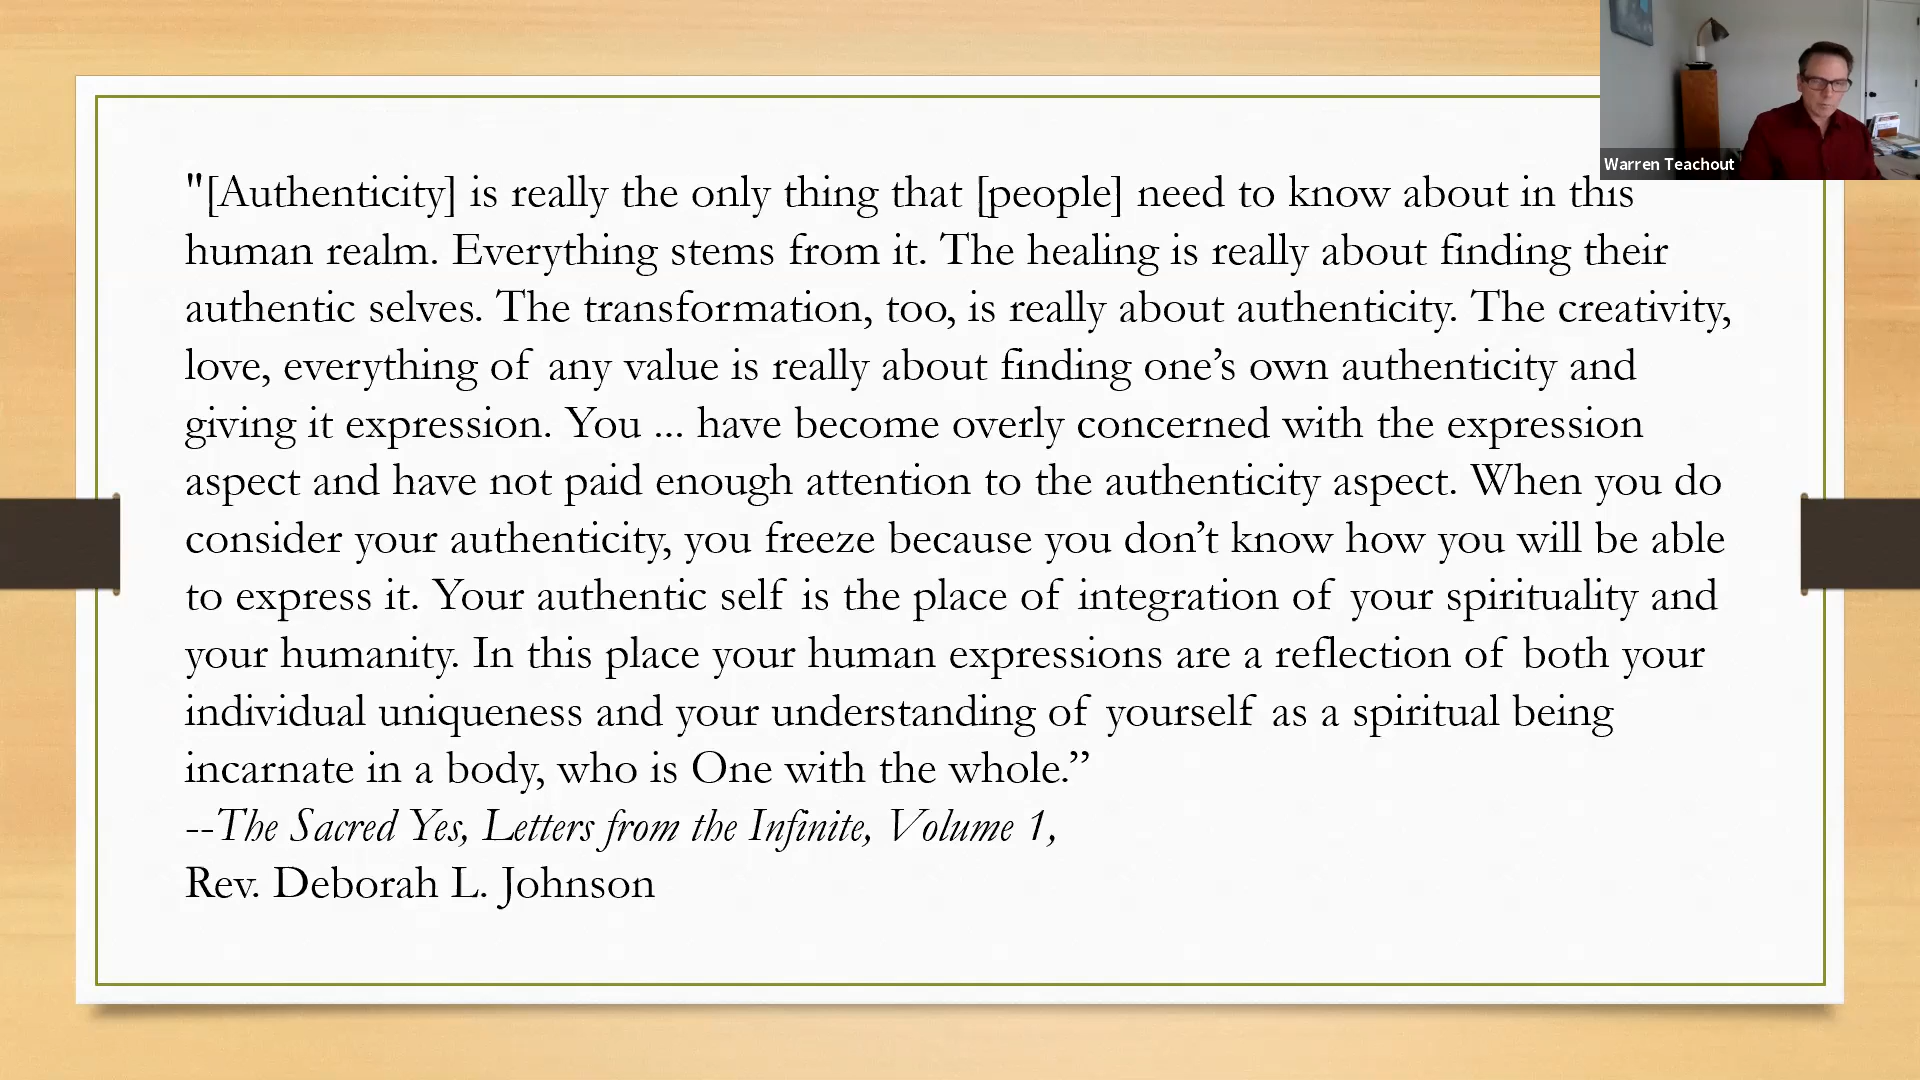 Warren Teachout
"[Authenticity] is really the only thing that [people] need to know about in this
human realm. Everything stems from it. The healing is really about finding their
authentic selves. The transformation, too, is really about authenticity. The creativity,
love, everything of any value is really about finding one’s own authenticity and
giving it expression. You ... have become overly concerned with the expression
aspect and have not paid enough attention to the authenticity aspect. When you do
consider your authenticity, you freeze because you don’t know how you will be able
to express it. Your authentic self is the place of integration of your spirituality and
your humanity. In this place your human expressions are a reflection of both your
individual uniqueness and your understanding of yourself as a spiritual being
incarnate in a body, who is One with the whole.”
--The Sacred Yes, Letters from the Infinite, Volume 1,
Rev. Deborah L. Johnson